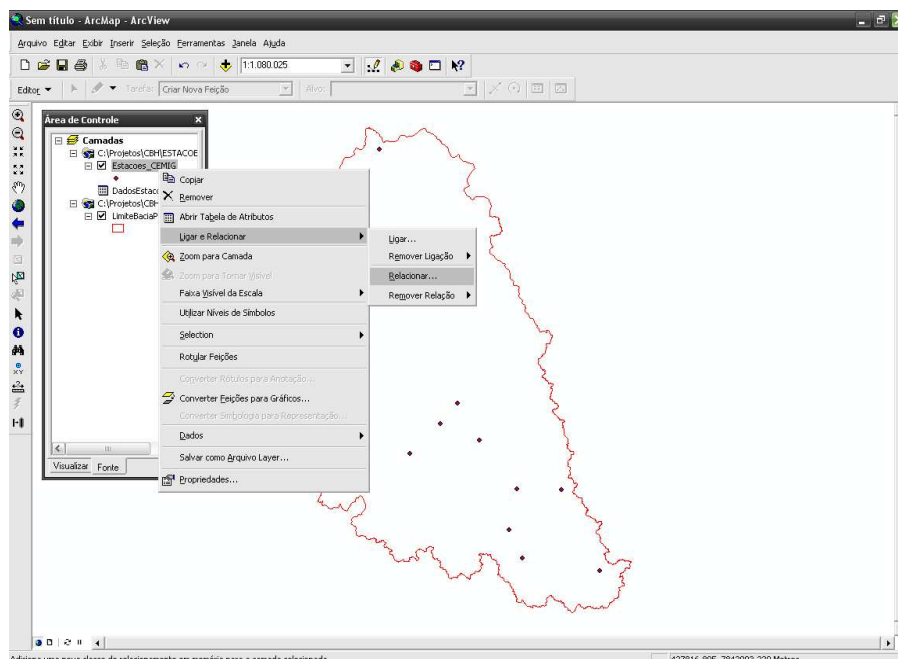 Sem título - ArcMap - ArcView
Arquivo Editar Exibir Inserir Seleção Ferramentas Janela Ajuda
1:1.080.025
Editor Tarefa: Criar Nova Feição Alvo:
Área de Controle
Camadas
C:\Projetos\CBH\ESTACOE
Estacoes_CEMIG
DadosEstaco
C:\Projetos\CBH
LimiteBaciaP
Visualizar Fonte
Copiar
Remover
Abrir Tabela de Atributos
Ligar e Relacionar
Zoom para Camada
Zoom para Tornar Visível
Faixa Visível da Escala
Utilizar Níveis de Símbolos
Selection
Rotular Feições
Converter Rótulos para Anotação...
Converter Feições para Gráficos...
Converter Simbologia para Representação...
Dados
Salvar como Arquivo Layer...
Propriedades...
Ligar...
Remover Ligação
Relacionar...
Remover Relação